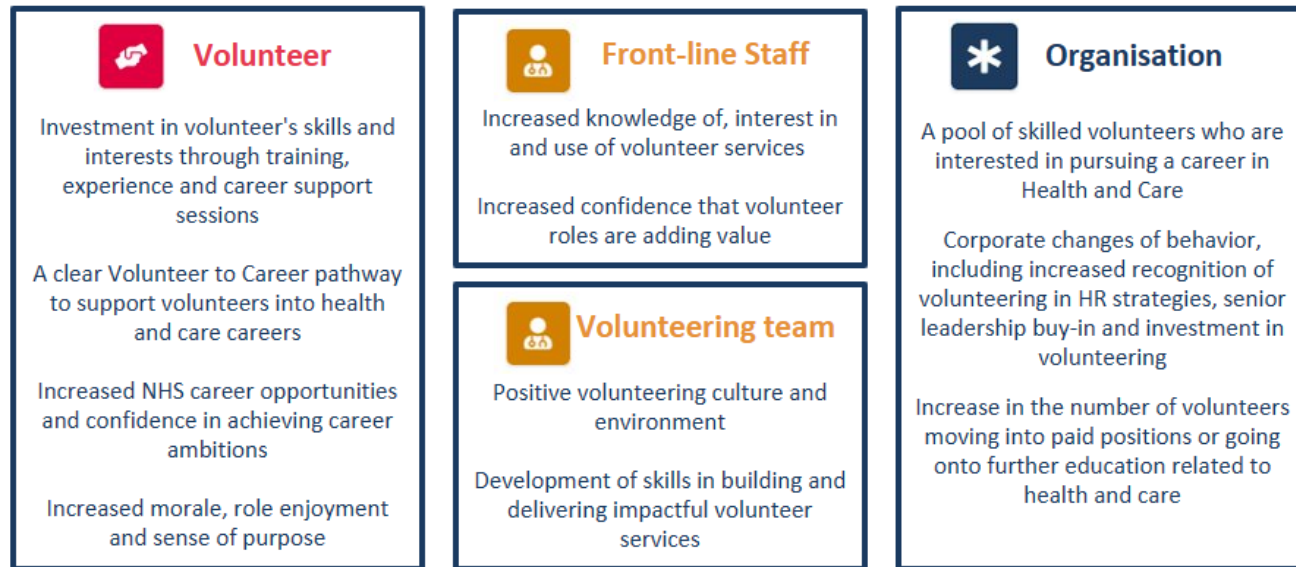 Volunteer
Investment in volunteer's skills and
interests through training,
experience and career support
sessions
A clear Volunteer to Career pathway
to support volunteers into health
and care careers
Increased NHS career opportunities
and confidence in achieving career
ambitions
Increased morale, role enjoyment
and sense of purpose
Front-line Staff
Increased knowledge of, interest in
and use of volunteer services
Increased confidence that volunteer
roles are adding value
Volunteering team
Positive volunteering culture and
environment
Development of skills in building and
delivering impactful volunteer
services
Organisation
A pool of skilled volunteers who are
interested in pursuing a career in
Health and Care
Corporate changes of behavior,
including increased recognition of
volunteering in HR strategies, senior
leadership buy-in and investment in
volunteering
Increase in the number of volunteers
moving into paid positions or going
onto further education related to
health and care